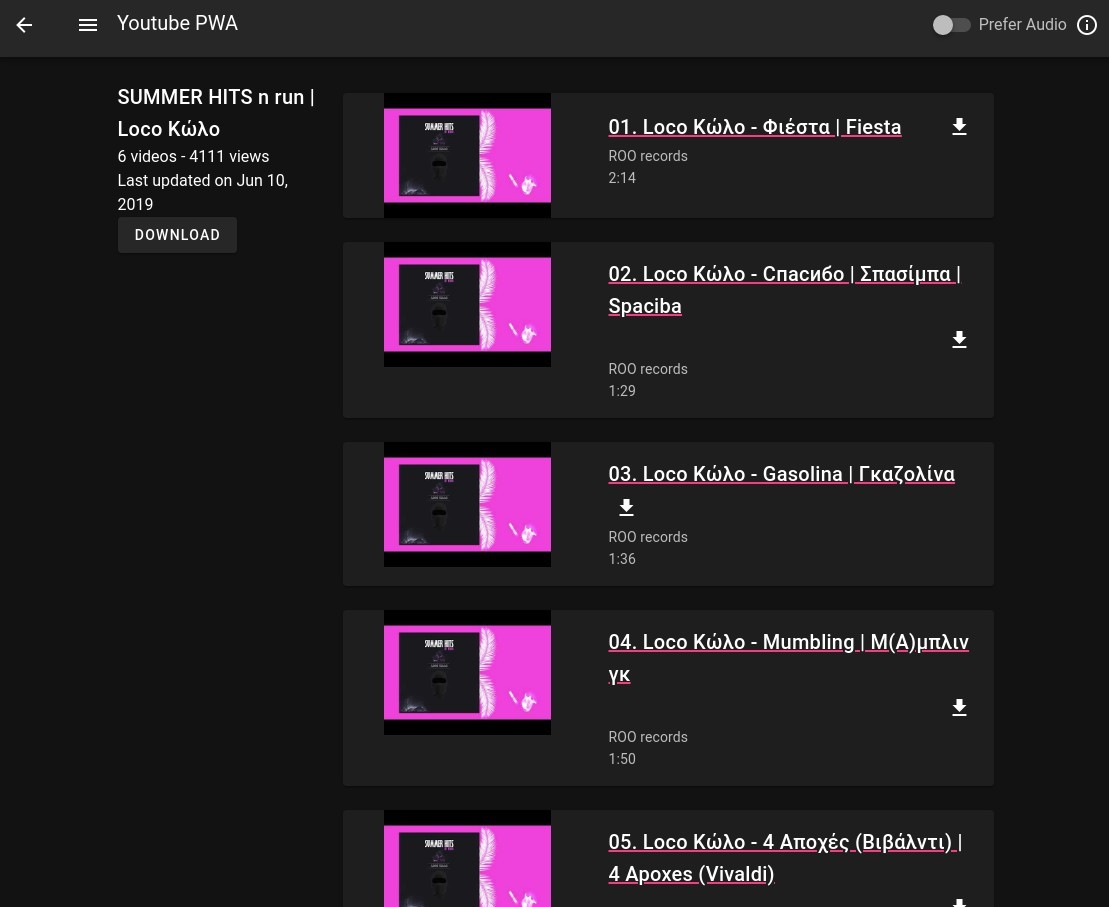 Youtube PWA
Prefer Audio
SUMMER HITS n run |
Loco Κώλο
6 videos - 4111 views
Last updated on Jun 10,
2019
DOWNLOAD
SUMMER HITS
01. Loco Κώλο - Φιέστα | Fiesta
ROO records
2:14
SUMMER HITS
02. Loco Κώλο - Спасибо | Σπασίμπα |
Spaciba
ROO records
1:29
SUMMER HITS
03. Loco Κώλο - Gasolina | Γκαζολίνα
ROO records
1:36
SUMMER HITS
04. Loco Κώλο - Mumbling | Μ(Α)μπλιν
γκ
ROO records
1:50
SUMMER HITS
05. Loco Κώλο - 4 Αποχές (Βιβάλντι) |
4 Apoxes (Vivaldi)